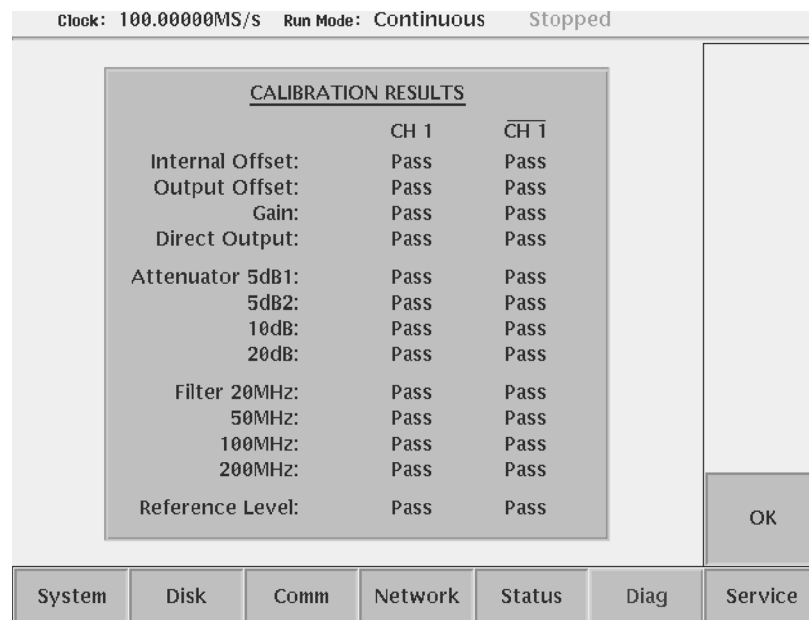 Clock: 100.00000MS/s Run Mode: Continuous Stopped
CALIBRATION RESULTS
CH 1 C̅H̅ ̅1̅
Internal Offset: Pass Pass
Output Offset: Pass Pass
Gain: Pass Pass
Direct Output: Pass Pass
Attenuator 5dB1: Pass Pass
5dB2: Pass Pass
10dB: Pass Pass
20dB: Pass Pass
Filter 20MHz: Pass Pass
50MHz: Pass Pass
100MHz: Pass Pass
200MHz: Pass Pass
Reference Level: Pass Pass
OK
System Disk Comm Network Status Diag Service